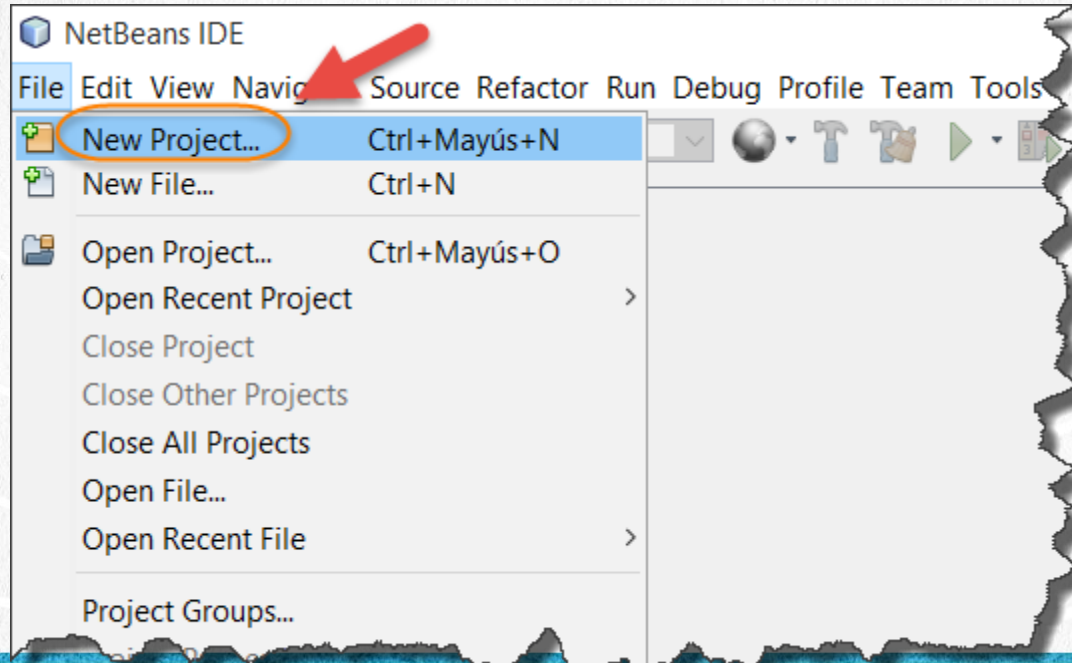 NetBeans IDE
File Edit View Navig Source Refactor Run Debug Profile Team Tools
New Project... Ctrl+Mayús+N
New File... Ctrl+N
Open Project... Ctrl+Mayús+O
Open Recent Project
Close Project
Close Other Projects
Close All Projects
Open File...
Open Recent File
Project Groups...